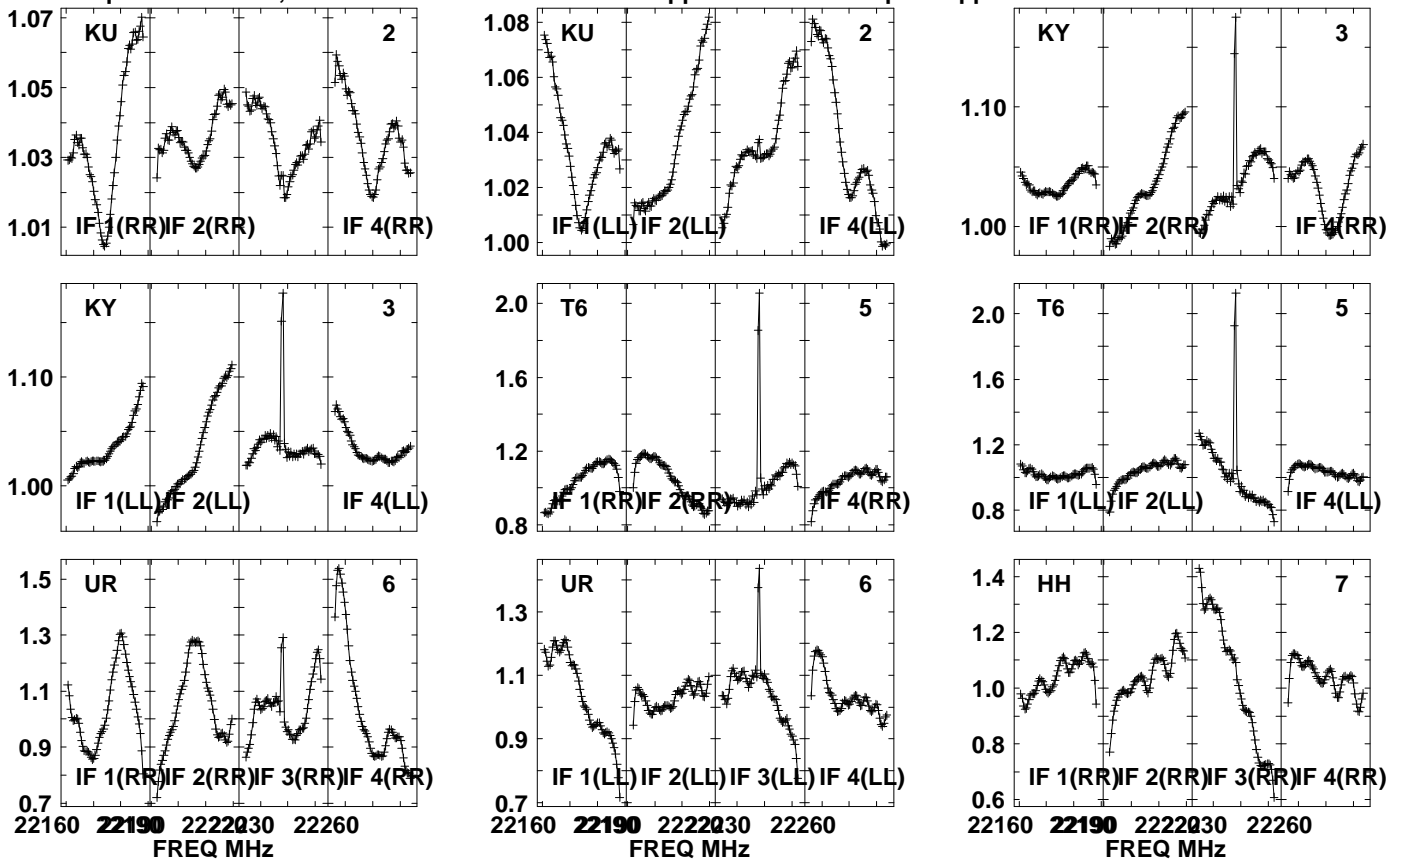 KU 2
1.07
1.05
1.03
1.01
IF 1(RR) IF 2(RR) IF 4(RR)
KU 2
1.08
1.06
1.04
1.02
1.00
IF 1(LL) IF 2(LL) IF 4(LL)
KY 3
1.10
1.00
IF 1(RR) IF 2(RR) IF 4(RR)
KY 3
1.10
1.00
IF 1(LL) IF 2(LL) IF 4(LL)
T6 5
2.0
1.6
1.2
0.8
IF 1(RR) IF 2(RR) IF 4(RR)
T6 5
2.0
1.6
1.2
0.8
IF 1(LL) IF 2(LL) IF 4(LL)
UR 6
1.5
1.3
1.1
0.9
0.7
IF 1(RR) IF 2(RR) IF 3(RR) IF 4(RR)
22160 22190 22260
FREQ MHz
UR 6
1.3
1.1
0.9
0.7
IF 1(LL) IF 2(LL) IF 3(LL) IF 4(LL)
22160 22190 22260
FREQ MHz
HH 7
1.4
1.2
1.0
0.8
0.6
IF 1(RR) IF 2(RR) IF 3(RR) IF 4(RR)
22160 22190 22260
FREQ MHz